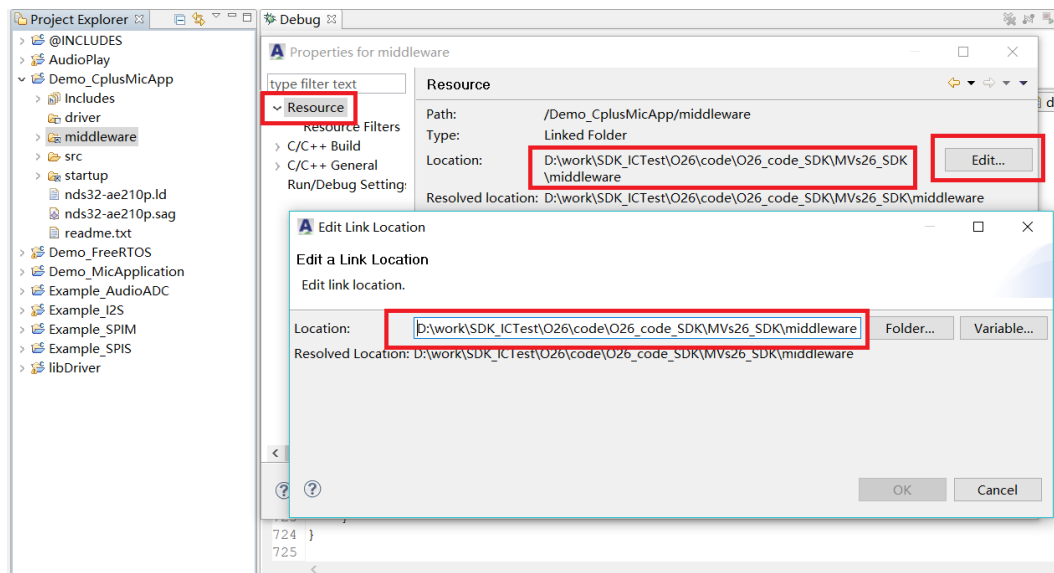 Project Explorer
Debug
@INCLUDES
AudioPlay
Demo_CplusMicApp
Includes
driver
middleware
src
startup
nds32-ae210p.ld
nds32-ae210p.sag
readme.txt
Demo_FreeRTOS
Demo_MicApplication
Example_AudioADC
Example_I2S
Example_SPIM
Example_SPIS
libDriver
Properties for middleware
type filter text
Resource
Resource Filters
C/C++ Build
C/C++ General
Run/Debug Setting
Resource
Path: /Demo_CplusMicApp/middleware
Type: Linked Folder
Location: D:\work\SDK_ICTest\O26\code\O26_code_SDK\MVs26_SDK
\middleware
Edit...
Resolved location: D:\work\SDK_ICTest\O26\code\O26_code_SDK\MVs26_SDK\middleware
d
Edit Link Location
Edit a Link Location
Edit link location.
Location: D:\work\SDK_ICTest\O26\code\O26_code_SDK\MVs26_SDK\middleware Folder... Variable...
Resolved Location: D:\work\SDK_ICTest\O26\code\O26_code_SDK\MVs26_SDK\middleware
OK Cancel
724 }
725